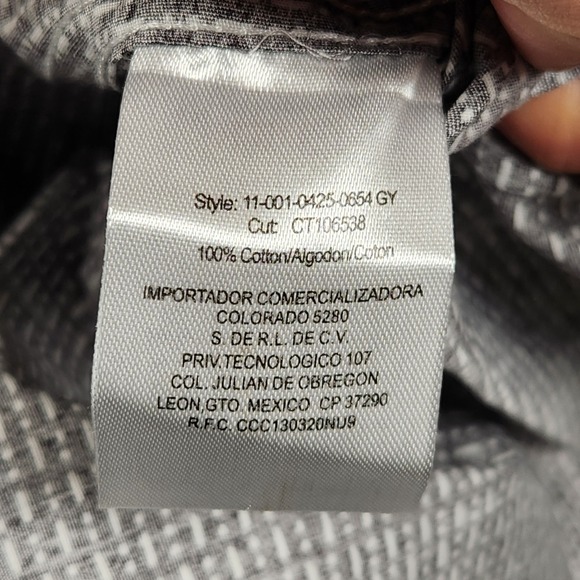 Style: 11-001-0425-0654 GY
Cut: CT106538
100% Cotton/Algodon/Coton
IMPORTADOR COMERCIALIZADORA
COLORADO 5280
S. DE R.L. DE C.V.
PRIV.TECNOLOGICO 107
COL. JULIAN DE OBREGON
LEON,GTO. MEXICO CP 37290
R.F.C. CCC130320NU9